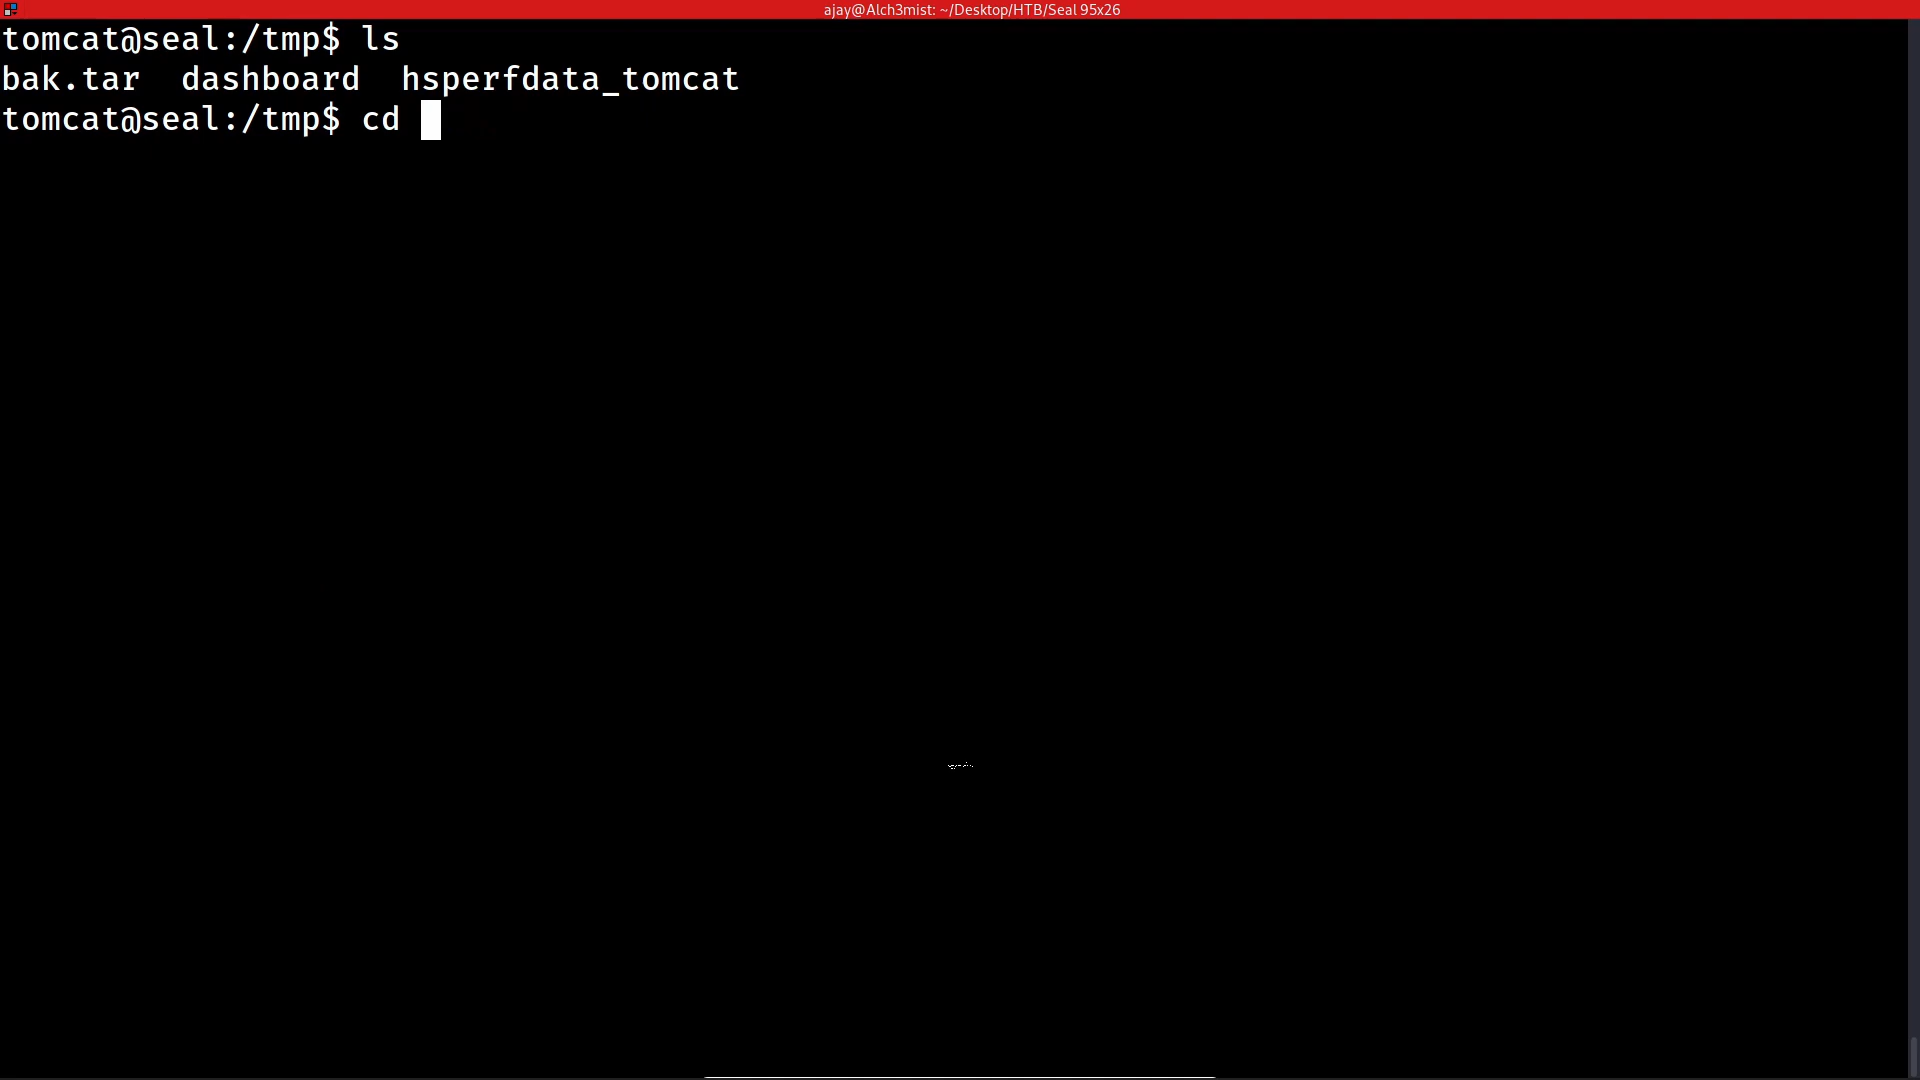 ajay@Alch3mist: ~/Desktop/HTB/Seal 95x26
tomcat@seal:/tmp$ ls
bak.tar  dashboard  hsperfdata_tomcat
tomcat@seal:/tmp$ cd